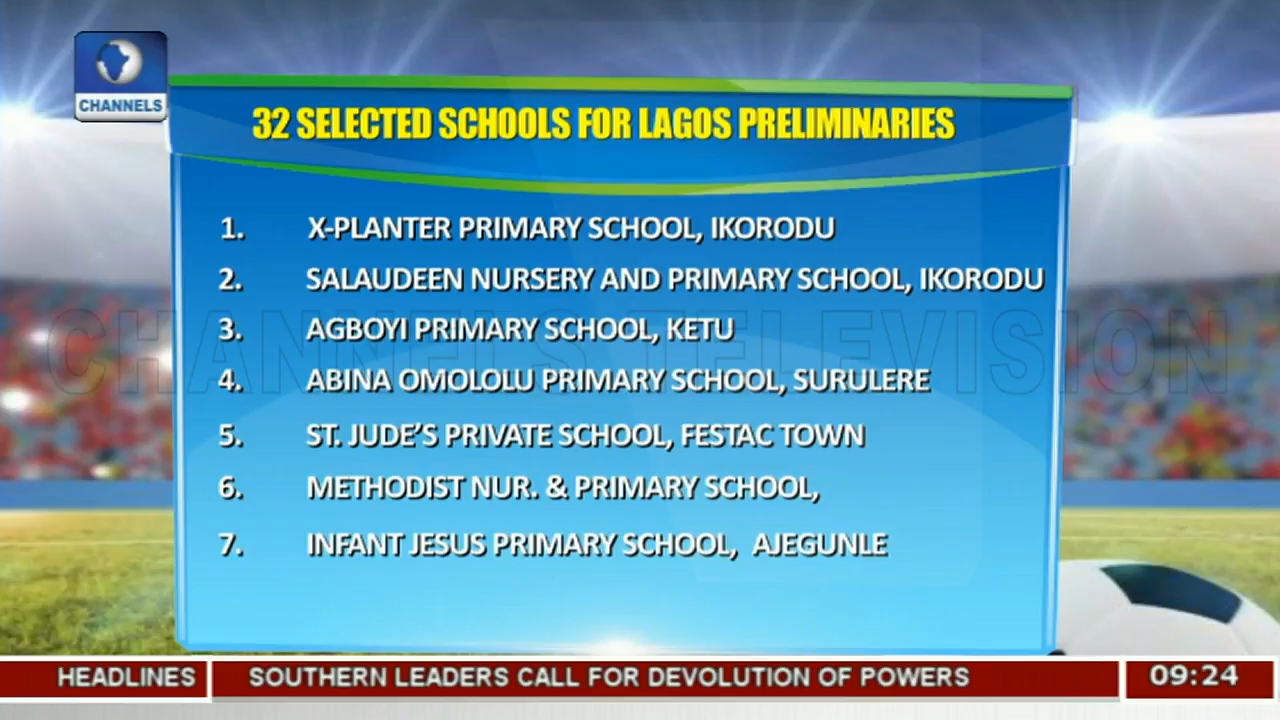 CHANNELS
32 SELECTED SCHOOLS FOR LAGOS PRELIMINARIES
1. X-PLANTER PRIMARY SCHOOL, IKORODU
2. SALAUDEEN NURSERY AND PRIMARY SCHOOL, IKORODU
3. AGBOYI PRIMARY SCHOOL, KETU
CHANNELS TELEVISION
4. ABINA OMOLOLU PRIMARY SCHOOL, SURULERE
5. ST. JUDE'S PRIVATE SCHOOL, FESTAC TOWN
6. METHODIST NUR. & PRIMARY SCHOOL,
7. INFANT JESUS PRIMARY SCHOOL, AJEGUNLE
HEADLINES SOUTHERN LEADERS CALL FOR DEVOLUTION OF POWERS 09:24